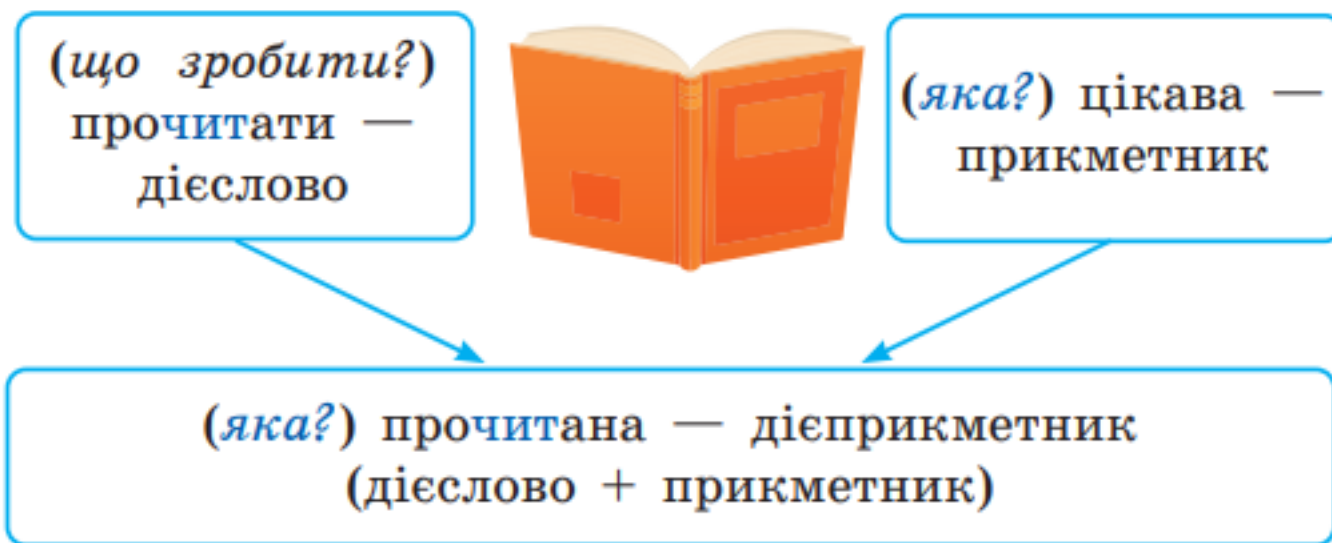 (що зробити?)
прочитати —
дієслово
(яка?) цікава —
прикметник
(яка?) прочитана — дієприкметник
(дієслово + прикметник)